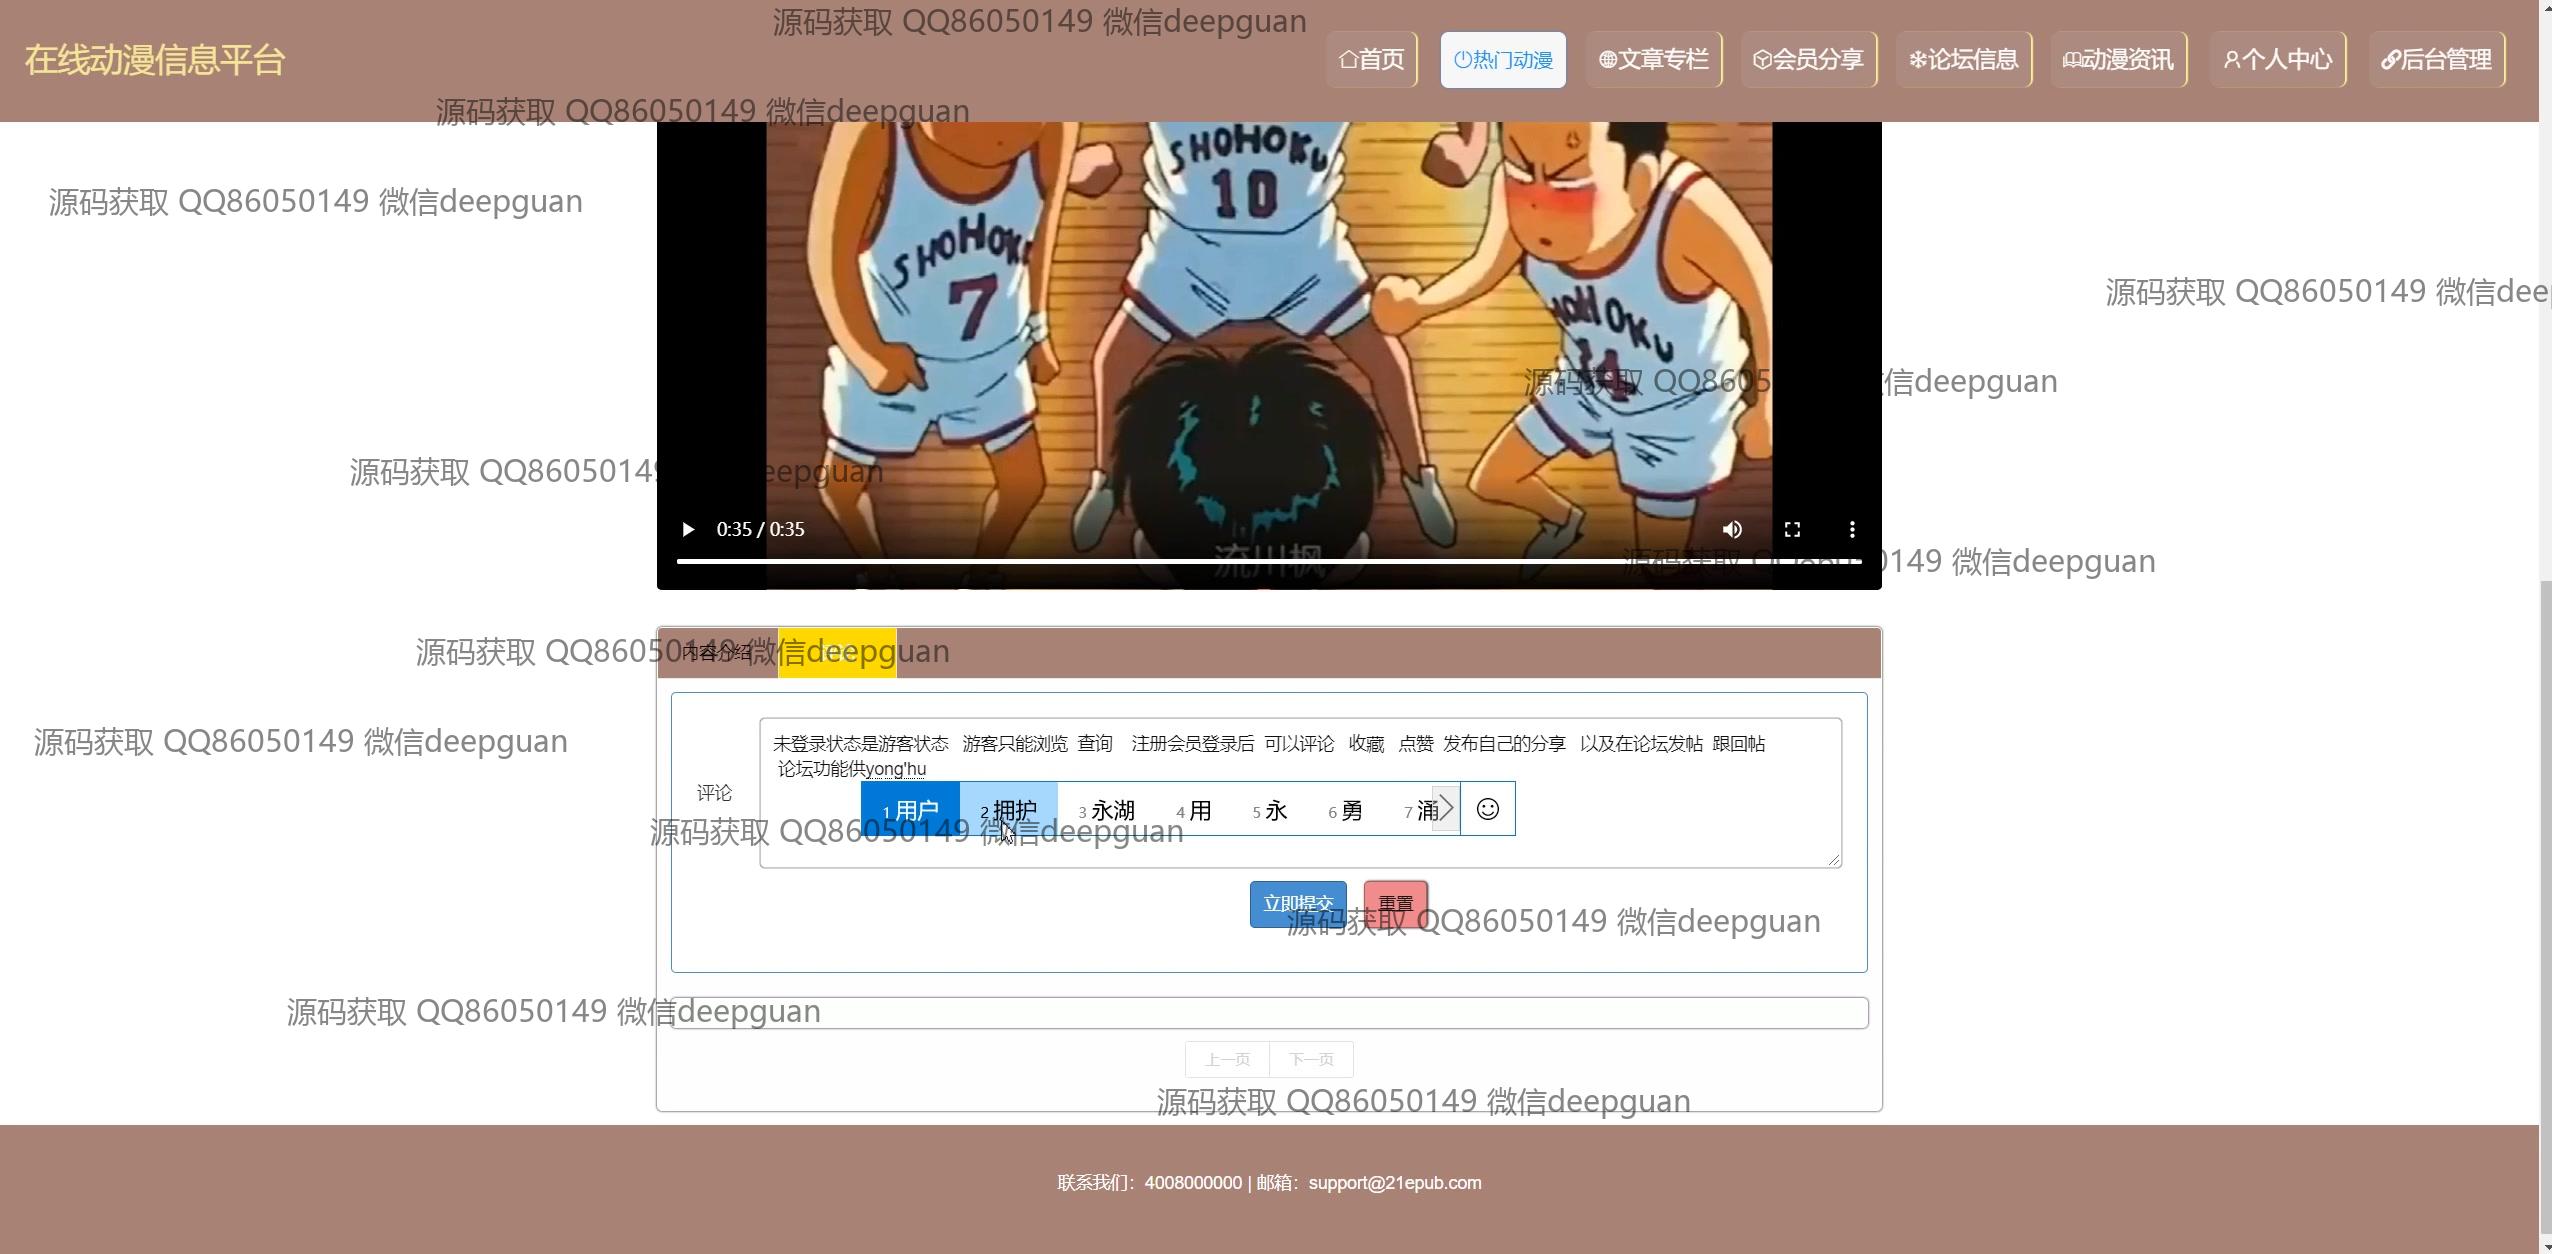 源码获取 QQ86050149 微信deepguan
在线动漫信息平台
首页 热门动漫 文章专栏 会员分享 论坛信息 动漫资讯 个人中心 后台管理
源码获取 QQ86050149 微信deepguan
SHOHOKU
10
源码获取 QQ86050149 微信deepguan
SHOHOKU
7
源码获取 QQ86050149 微信dee
SHOHOKU
源码获取 QQ8605 信deepguan
源码获取 QQ86050149 deepguan
0:35 / 0:35
流川枫
源码获取 QQ86050149 微信deepguan
源码获取 QQ86050149 微信deepguan
内容介绍
源码获取 QQ86050149 微信deepguan
未登录状态是游客状态 游客只能浏览 查询 注册会员登录后 可以评论 收藏 点赞 发布自己的分享 以及在论坛发帖 跟回帖
论坛功能供yong'hu
评论
1 用户 2 拥护 3 永湖 4 用 5 永 6 勇 7 涌
源码获取 QQ86050149 微信deepguan
立即提交 重置
源码获取 QQ86050149 微信deepguan
源码获取 QQ86050149 微信deepguan
上一页 下一页
源码获取 QQ86050149 微信deepguan
联系我们：4008000000 | 邮箱：support@21epub.com